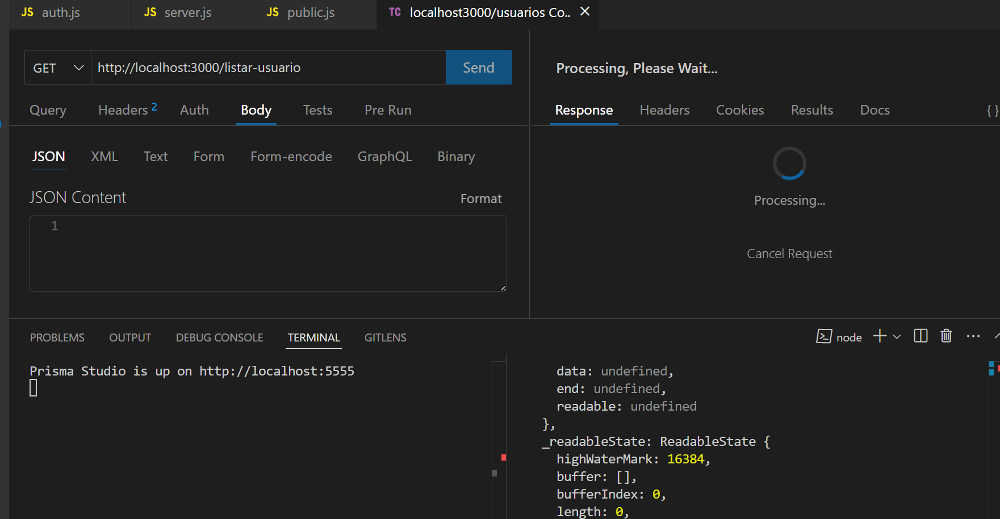 JS auth.js JS server.js JS public.js TC localhost3000/usuarios Co..
GET http://localhost:3000/listar-usuario Send
Query Headers 2 Auth Body Tests Pre Run
JSON XML Text Form Form-encode GraphQL Binary
JSON Content Format
1
Processing, Please Wait...
Response Headers Cookies Results Docs { }
Processing...
Cancel Request
PROBLEMS OUTPUT DEBUG CONSOLE TERMINAL GITLENS node
Prisma Studio is up on http://localhost:5555
data: undefined,
end: undefined,
readable: undefined
},
_readableState: ReadableState {
highWaterMark: 16384,
buffer: [],
bufferIndex: 0,
length: 0,